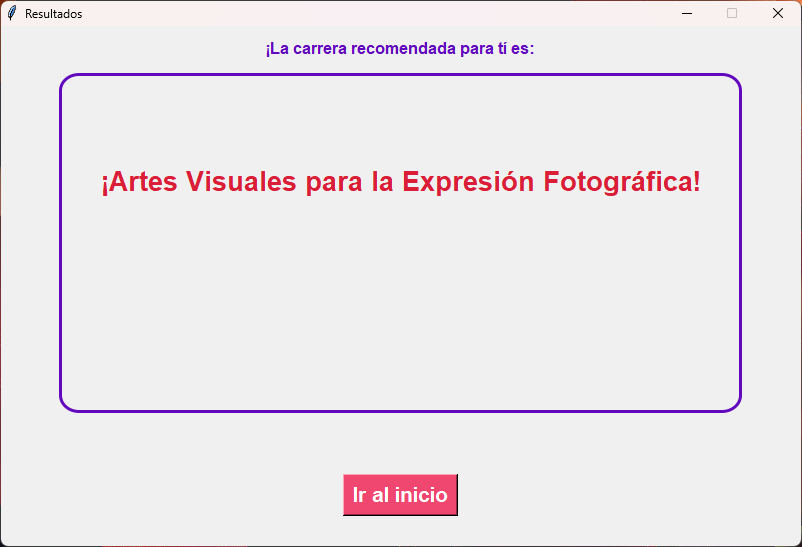 Resultados
¡La carrera recomendada para tí es:
¡Artes Visuales para la Expresión Fotográfica!
Ir al inicio